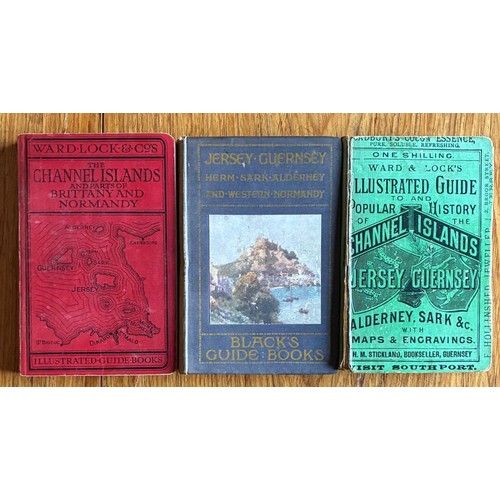 WARD·LOCK·&·CO'S
THE
CHANNEL ISLANDS
AND PARTS OF
BRITTANY AND
NORMANDY
ALDERNEY
GUERNSEY
SARK
JERSEY
ILLUSTRATED·GUIDE·BOOKS
JERSEY·GUERNSEY
HERM·SARK·ALDERNEY
AND·WESTERN·NORMANDY
BLACK'S
GUIDE:BOOKS
CADBURY'S COCOA ESSENCE,
PURE, SOLUBLE, REFRESHING.
ONE SHILLING.
WARD & LOCK'S
ILLUSTRATED GUIDE
TO AND
POPULAR HISTORY
OF THE
CHANNEL ISLANDS
JERSEY, GUERNSEY
ALDERNEY, SARK &c.
WITH
MAPS & ENGRAVINGS.
H. M. STICKLAND, BOOKSELLER, GUERNSEY
VISIT SOUTHPORT.